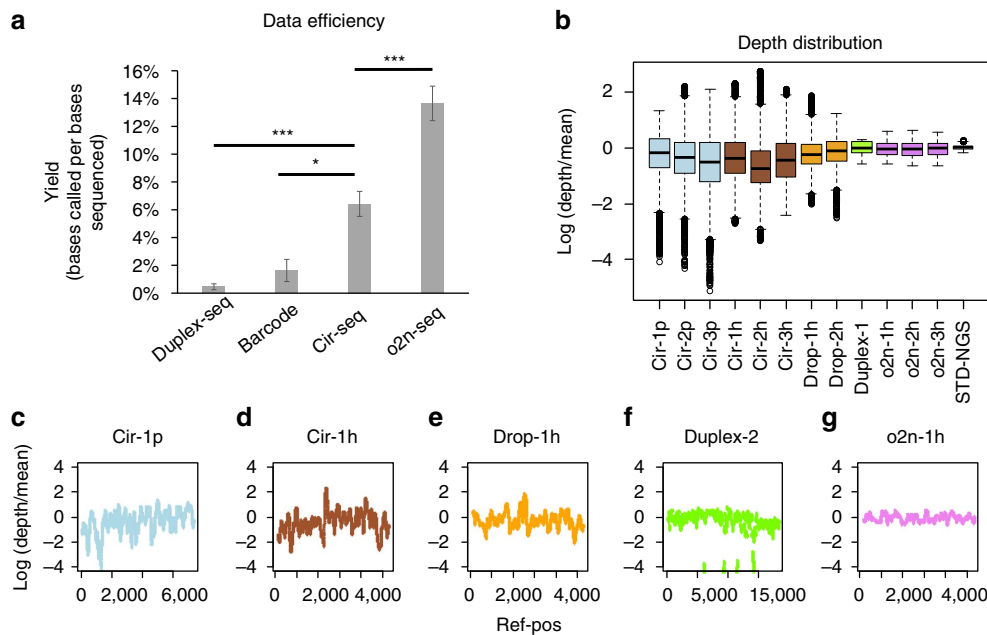 a
Data efficiency
Yield
(bases called per bases
sequenced)
16%
14%
12%
10%
8%
6%
4%
2%
0%
***
*
***
Duplex-seq
Barcode
Cir-seq
o2n-seq
b
Depth distribution
Log (depth/mean)
2
0
−2
−4
Cir-1p
Cir-2p
Cir-3p
Cir-1h
Cir-2h
Cir-3h
Drop-1h
Drop-2h
Duplex-1
o2n-1h
o2n-2h
o2n-3h
STD-NGS
c
Cir-1p
Log (depth/mean)
4
2
0
−2
−4
0
2,000
6,000
d
Cir-1h
4
2
0
−2
−4
0
2,000
4,000
e
Drop-1h
4
2
0
−2
−4
0
2,000
4,000
f
Duplex-2
4
2
0
−2
−4
0
5,000
15,000
g
o2n-1h
4
2
0
−2
−4
0
2,000
4,000
Ref-pos